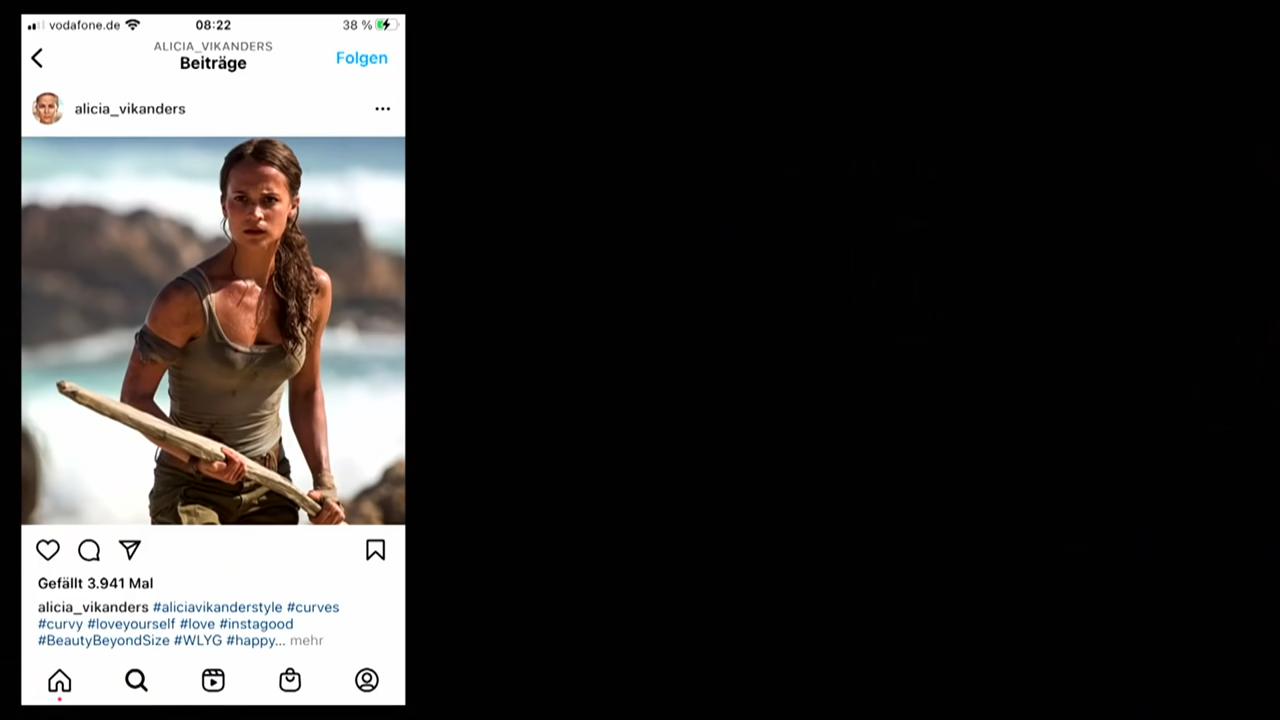 vodafone.de 08:22 38 %
ALICIA_VIKANDERS
Beiträge Folgen
alicia_vikanders
Gefällt 3.941 Mal
alicia_vikanders #aliciavikanderstyle #curves
#curvy #loveyourself #love #instagood
#BeautyBeyondSize #WLYG #happy... mehr